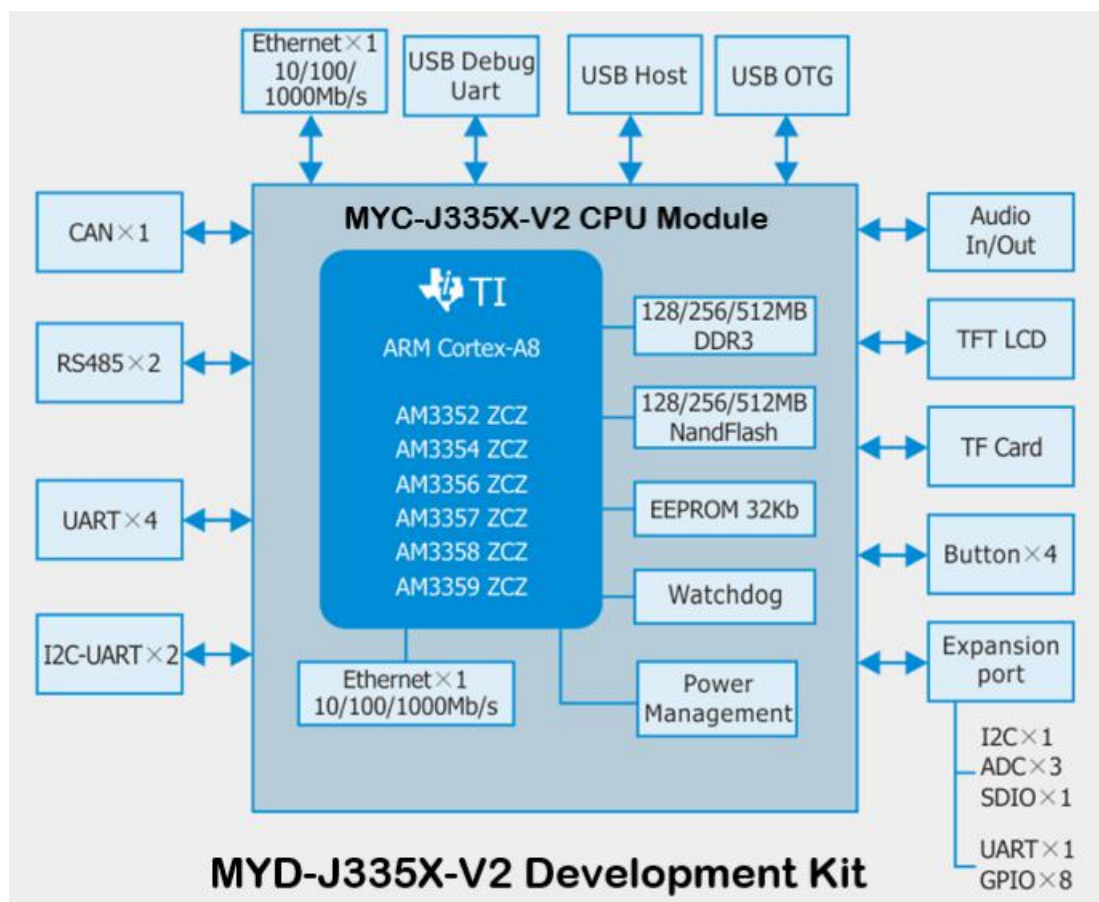 Ethernet×1
10/100/
1000Mb/s
USB Debug
Uart
USB Host
USB OTG
CAN×1
RS485×2
UART×4
I2C-UART×2
MYC-J335X-V2 CPU Module
TI
ARM Cortex-A8
AM3352 ZCZ
AM3354 ZCZ
AM3356 ZCZ
AM3357 ZCZ
AM3358 ZCZ
AM3359 ZCZ
128/256/512MB
DDR3
128/256/512MB
NandFlash
EEPROM 32Kb
Watchdog
Ethernet×1
10/100/1000Mb/s
Power
Management
Audio
In/Out
TFT LCD
TF Card
Button×4
Expansion
port
I2C×1
ADC×3
SDIO×1
UART×1
GPIO×8
MYD-J335X-V2 Development Kit